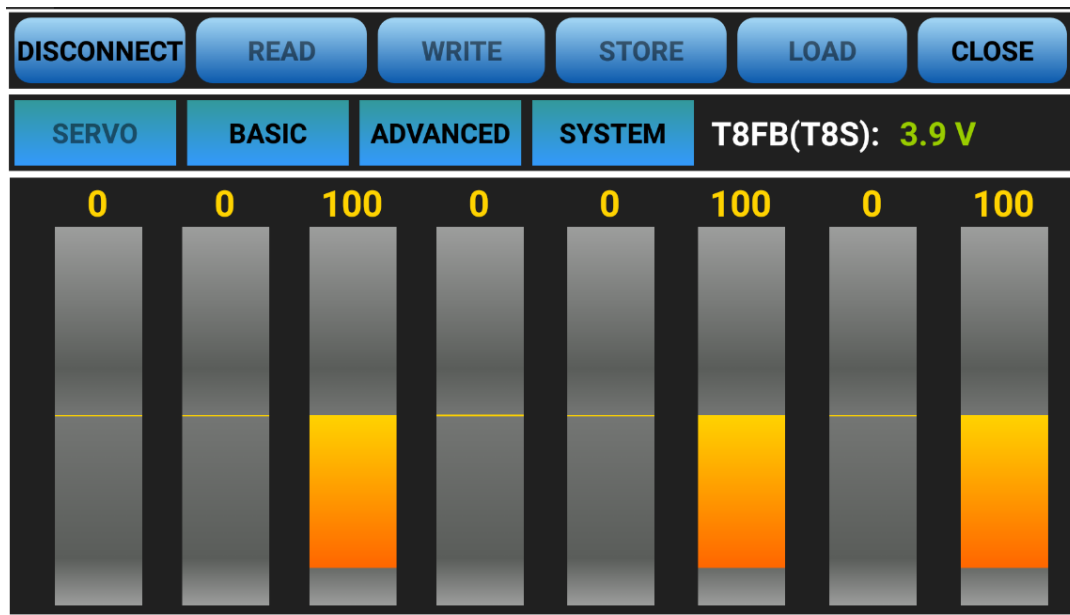 DISCONNECT READ WRITE STORE LOAD CLOSE
SERVO BASIC ADVANCED SYSTEM T8FB(T8S): 3.9 V
0 0 100 0 0 100 0 100